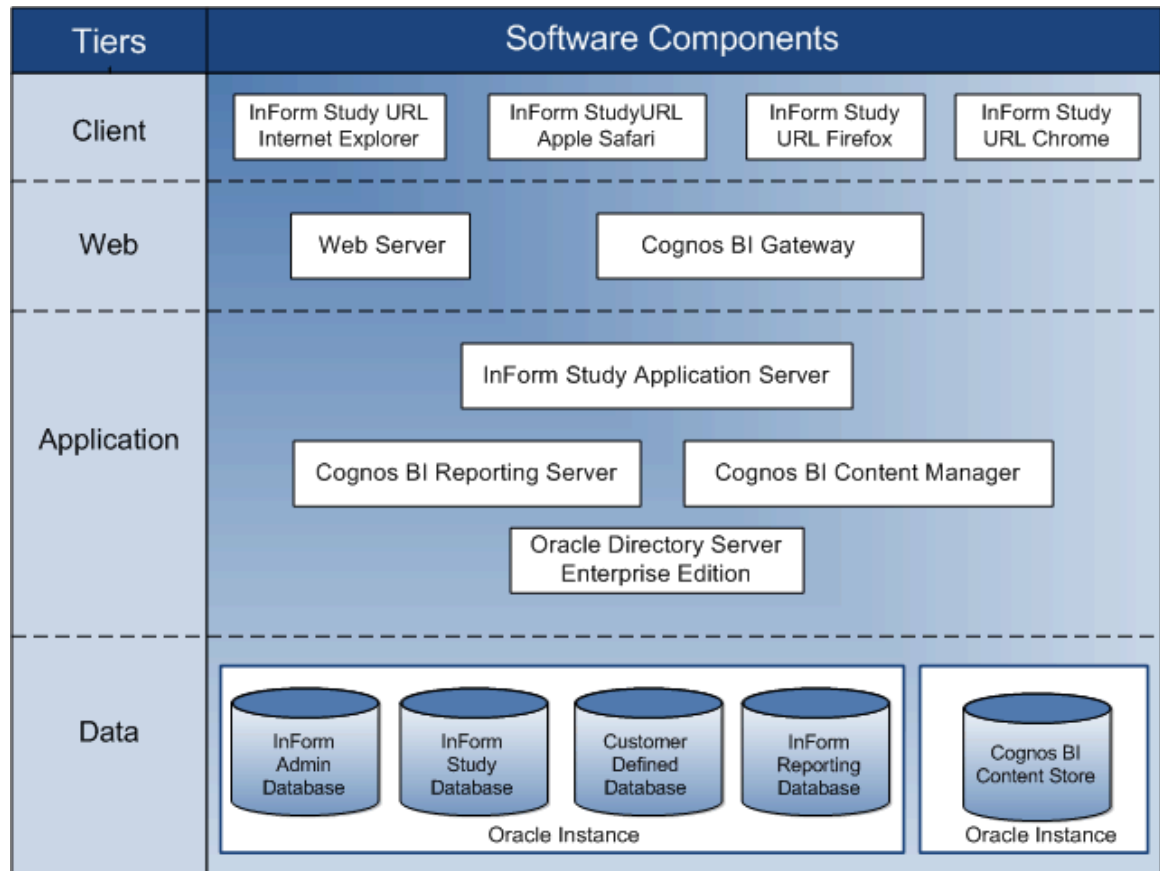 Tiers
Software Components
Client
InForm Study URL
Internet Explorer
InForm StudyURL
Apple Safari
InForm Study
URL Firefox
InForm Study
URL Chrome
Web
Web Server
Cognos BI Gateway
Application
InForm Study Application Server
Cognos BI Reporting Server
Cognos BI Content Manager
Oracle Directory Server
Enterprise Edition
Data
InForm
Admin
Database
InForm
Study
Database
Customer
Defined
Database
InForm
Reporting
Database
Oracle Instance
Cognos BI
Content Store
Oracle Instance